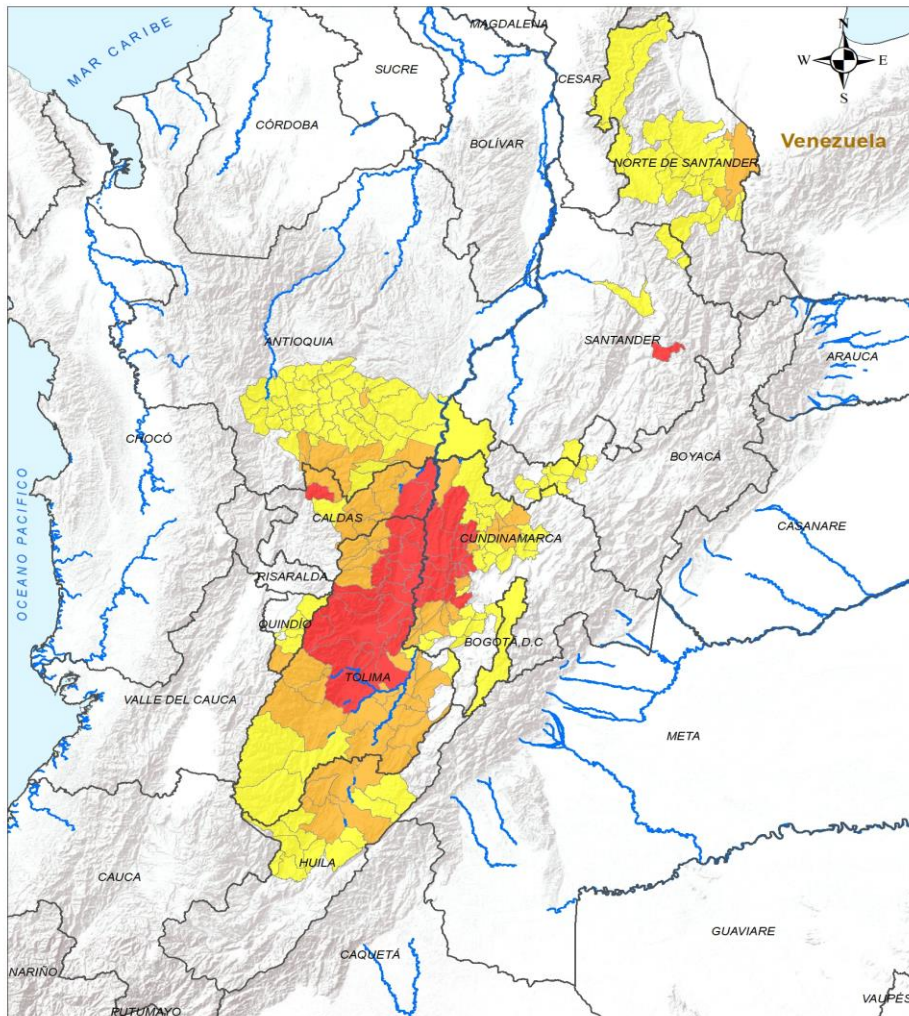 MAGDALENA
MAR CARIBE
N
W E
S
SUCRE
CESAR
CÓRDOBA
BOLÍVAR
Venezuela
NORTE DE SANTANDER
ANTIOQUIA
SANTANDER
ARAUCA
CHOCÓ
BOYACÁ
OCEANO PACIFICO
CALDAS
CUNDINAMARCA
CASANARE
RISARALDA
QUINDÍO
BOGOTÁ, D.C
TOLIMA
VALLE DEL CAUCA
META
HUILA
CAUCA
GUAVIARE
CAQUETÁ
NARIÑO
PUTUMAYO
VAUPÉS